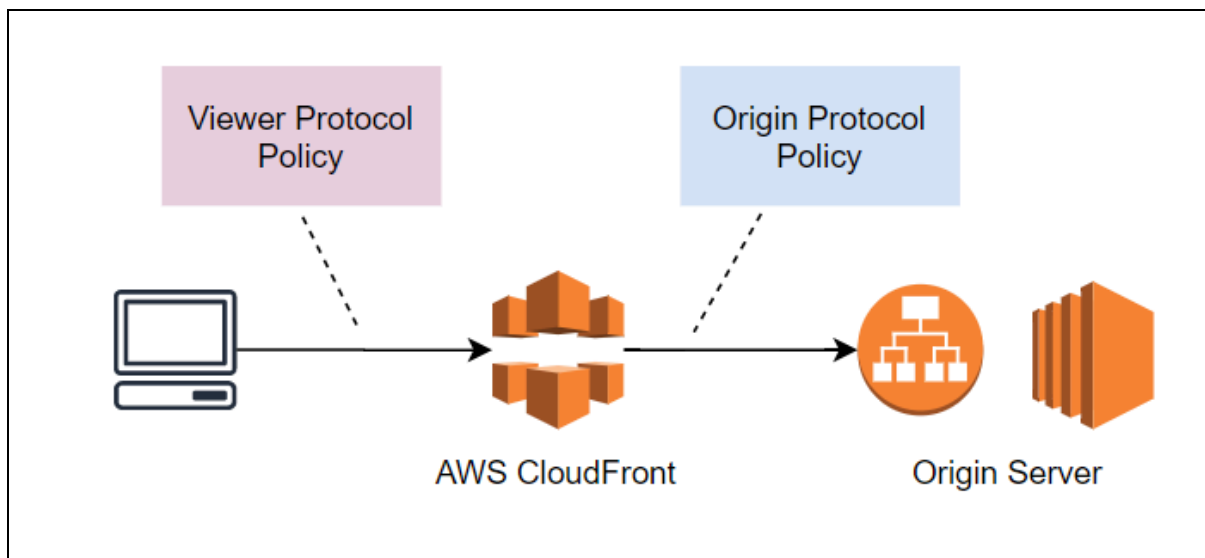 Viewer Protocol
Policy
Origin Protocol
Policy
AWS CloudFront
Origin Server